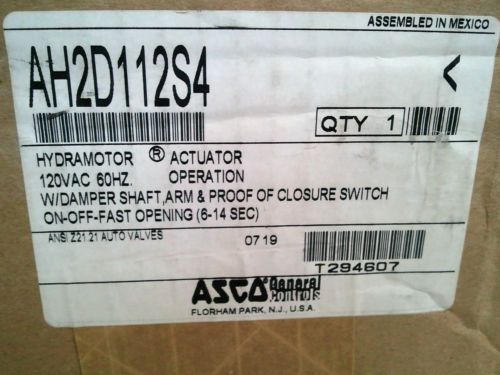 ASSEMBLED IN MEXICO
AH2D112S4
<
QTY 1
HYDRAMOTOR ® ACTUATOR
120VAC 60HZ. OPERATION
W/DAMPER SHAFT,ARM & PROOF OF CLOSURE SWITCH
ON-OFF-FAST OPENING (6-14 SEC)
ANSI Z21.21 AUTO VALVES 0719
T294607
ASCO General Controls
FLORHAM PARK, N.J., U.S.A.